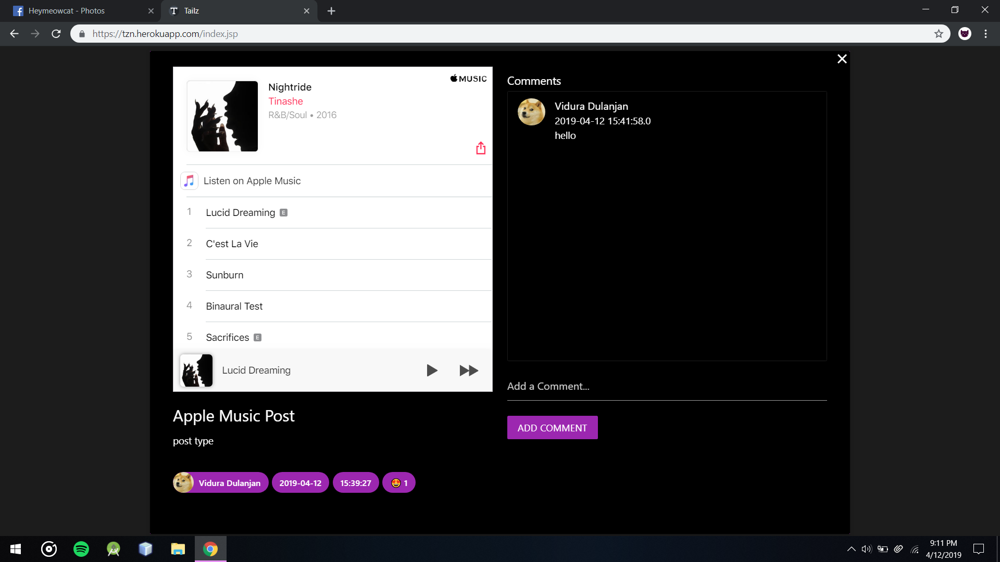 Heymeowcat - Photos
Tailz
https://tzn.herokuapp.com/index.jsp
MUSIC
Nightride
Tinashe
R&B/Soul • 2016
Listen on Apple Music
1 Lucid Dreaming E
2 C'est La Vie
3 Sunburn
4 Binaural Test
5 Sacrifices E
Lucid Dreaming
Apple Music Post
post type
Vidura Dulanjan 2019-04-12 15:39:27 😍 1
Comments
Vidura Dulanjan
2019-04-12 15:41:58.0
hello
Add a Comment...
ADD COMMENT
9:11 PM
4/12/2019